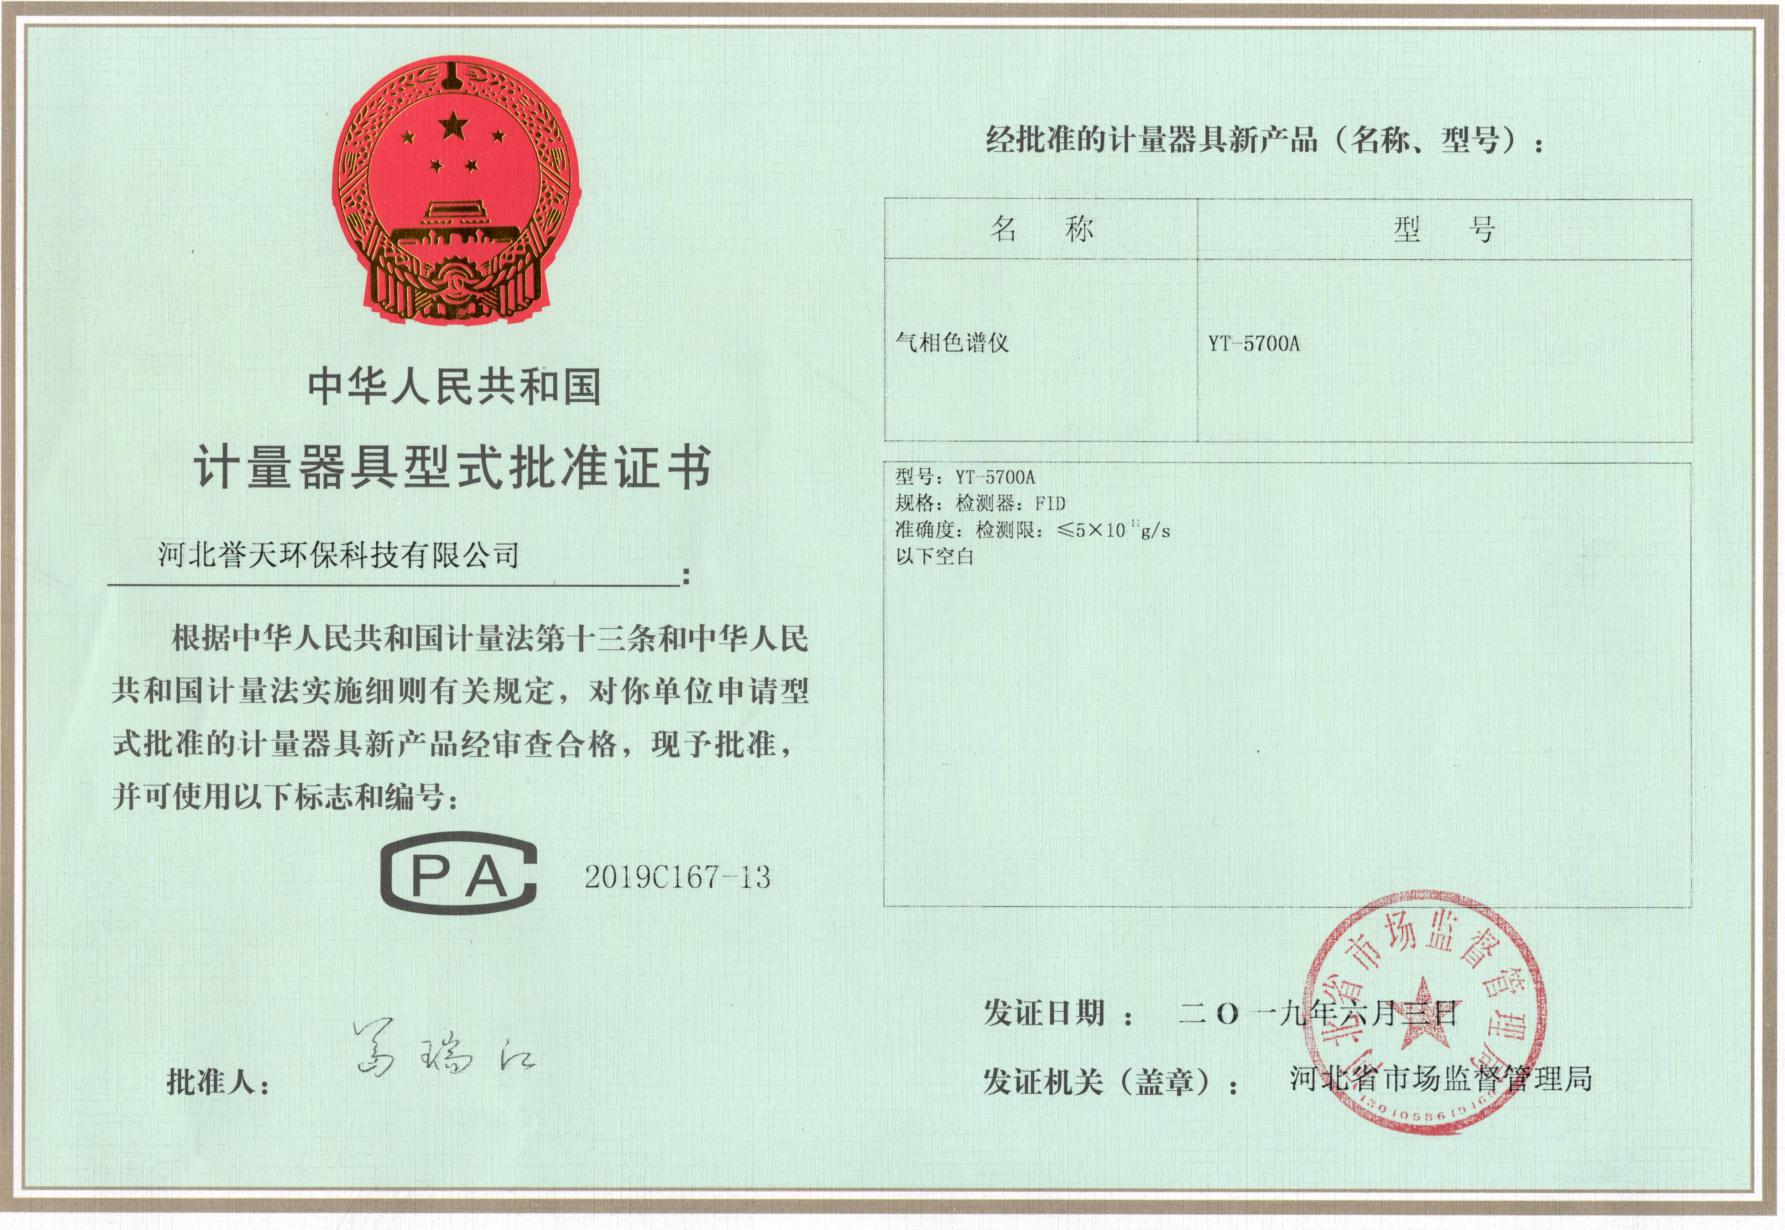 中华人民共和国
计量器具型式批准证书
河北誉天环保科技有限公司:
根据中华人民共和国计量法第十三条和中华人民
共和国计量法实施细则有关规定，对你单位申请型
式批准的计量器具新产品经审查合格，现予批准，
并可使用以下标志和编号：
CPA 2019C167-13
批准人：
经批准的计量器具新产品（名称、型号）：
名 称 型 号
气相色谱仪 YT-5700A
型号：YT-5700A
规格：检测器：FID
准确度：检测限：≤5×10⁻¹¹g/s
以下空白
发证日期 ： 二O一九年六月三日
发证机关（盖章）： 河北省市场监督管理局
河北省市场监督管理局